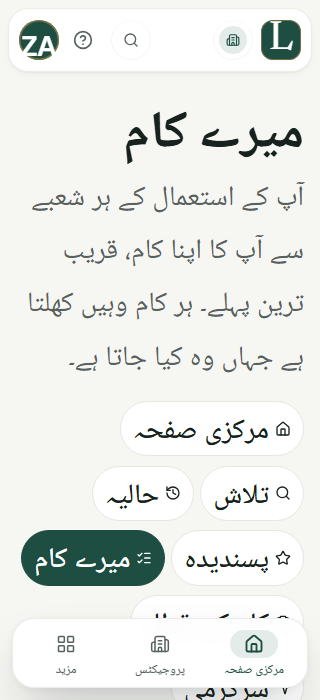 ZA
L
میرے کام
آپ کے استعمال کے ہر شعبے
سے آپ کا اپنا کام، قریب
ترین پہلے۔ ہر کام وہیں کھلتا
ہے جہاں وہ کیا جاتا ہے۔
مرکزی صفحہ
تلاش
حالیہ
پسندیدہ
میرے کام
سرگرمی
مرکزی صفحہ
پروجیکٹس
مزید